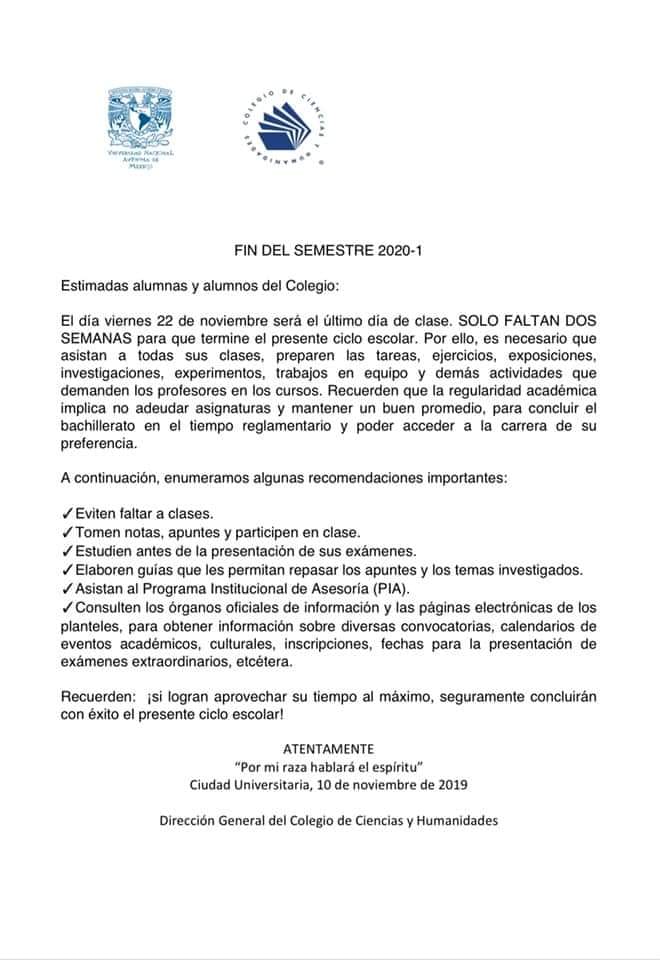 UNIVERSIDAD NACIONAL
AUTÓNOMA DE
MÉXICO
COLEGIO DE CIENCIAS Y HUMANIDADES
FIN DEL SEMESTRE 2020-1
Estimadas alumnas y alumnos del Colegio:
El día viernes 22 de noviembre será el último día de clase. SOLO FALTAN DOS
SEMANAS para que termine el presente ciclo escolar. Por ello, es necesario que
asistan a todas sus clases, preparen las tareas, ejercicios, exposiciones,
investigaciones, experimentos, trabajos en equipo y demás actividades que
demanden los profesores en los cursos. Recuerden que la regularidad académica
implica no adeudar asignaturas y mantener un buen promedio, para concluir el
bachillerato en el tiempo reglamentario y poder acceder a la carrera de su
preferencia.
A continuación, enumeramos algunas recomendaciones importantes:
✓Eviten faltar a clases.
✓Tomen notas, apuntes y participen en clase.
✓Estudien antes de la presentación de sus exámenes.
✓Elaboren guías que les permitan repasar los apuntes y los temas investigados.
✓Asistan al Programa Institucional de Asesoría (PIA).
✓Consulten los órganos oficiales de información y las páginas electrónicas de los
planteles, para obtener información sobre diversas convocatorias, calendarios de
eventos académicos, culturales, inscripciones, fechas para la presentación de
exámenes extraordinarios, etcétera.
Recuerden: ¡si logran aprovechar su tiempo al máximo, seguramente concluirán
con éxito el presente ciclo escolar!
ATENTAMENTE
“Por mi raza hablará el espíritu”
Ciudad Universitaria, 10 de noviembre de 2019
Dirección General del Colegio de Ciencias y Humanidades